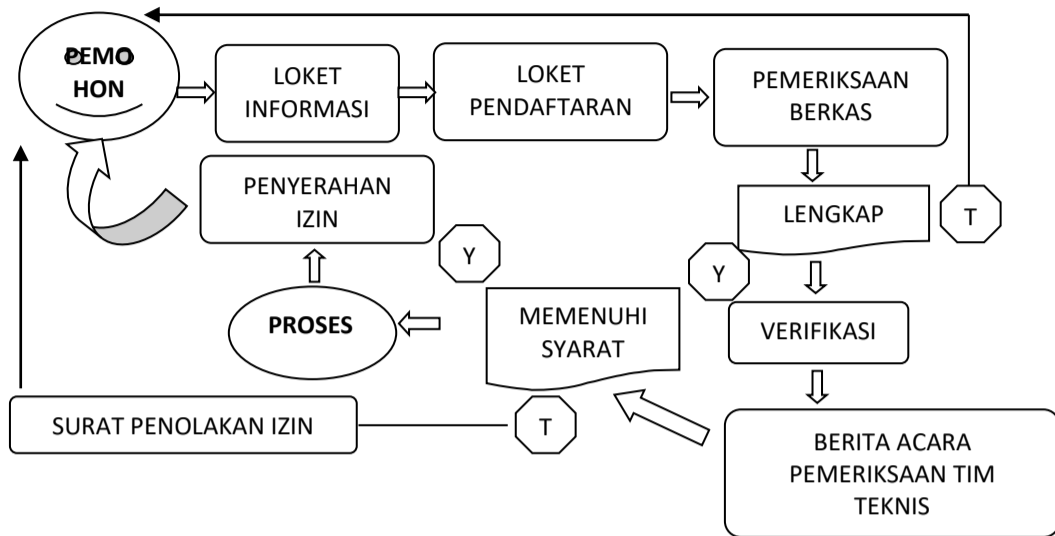 PEMO
HON
LOKET
INFORMASI
LOKET
PENDAFTARAN
PEMERIKSAAN
BERKAS
LENGKAP
T
Y
VERIFIKASI
BERITA ACARA
PEMERIKSAAN TIM
TEKNIS
MEMENUHI
SYARAT
Y
PROSES
PENYERAHAN
IZIN
T
SURAT PENOLAKAN IZIN